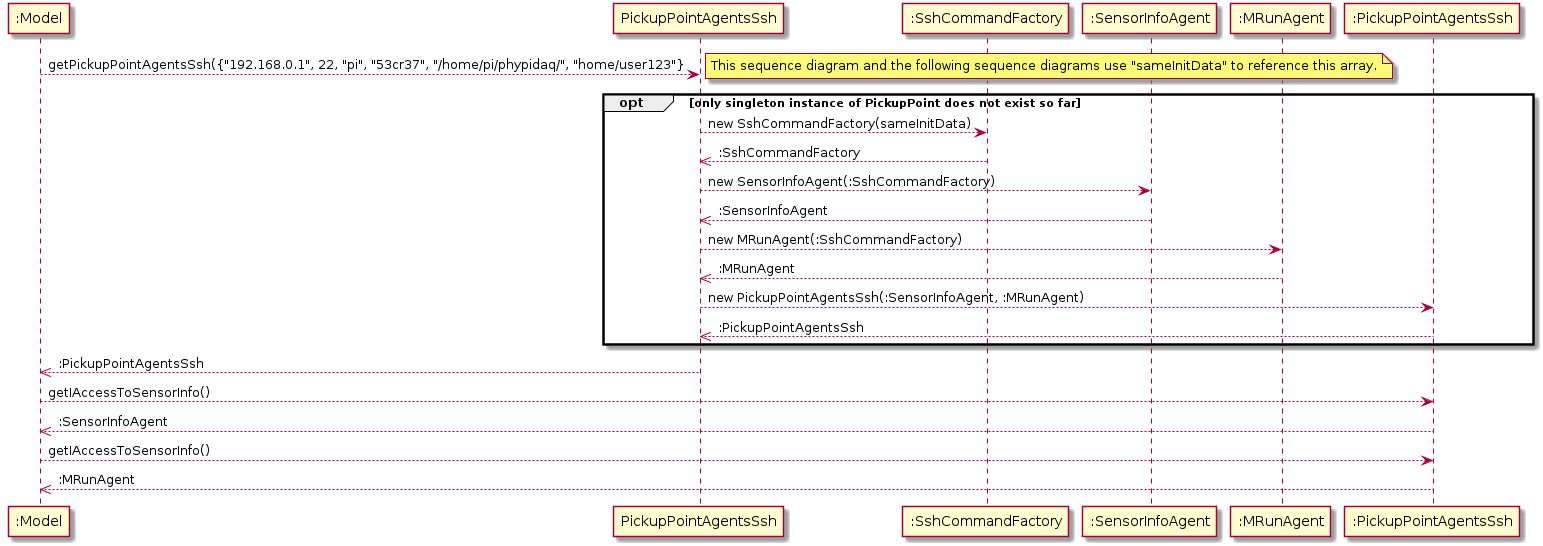 :Model PickupPointAgentsSsh :SshCommandFactory :SensorInfoAgent :MRunAgent :PickupPointAgentsSsh
getPickupPointAgentsSsh({"192.168.0.1", 22, "pi", "53cr37", "/home/pi/phypidaq/", "home/user123"}
This sequence diagram and the following sequence diagrams use "sameInitData" to reference this array.
opt [only singleton instance of PickupPoint does not exist so far]
new SshCommandFactory(sameInitData)
:SshCommandFactory
new SensorInfoAgent(:SshCommandFactory)
:SensorInfoAgent
new MRunAgent(:SshCommandFactory)
:MRunAgent
new PickupPointAgentsSsh(:SensorInfoAgent, :MRunAgent)
:PickupPointAgentsSsh
:PickupPointAgentsSsh
getIAccessToSensorInfo()
:SensorInfoAgent
getIAccessToSensorInfo()
:MRunAgent
:Model PickupPointAgentsSsh :SshCommandFactory :SensorInfoAgent :MRunAgent :PickupPointAgentsSsh